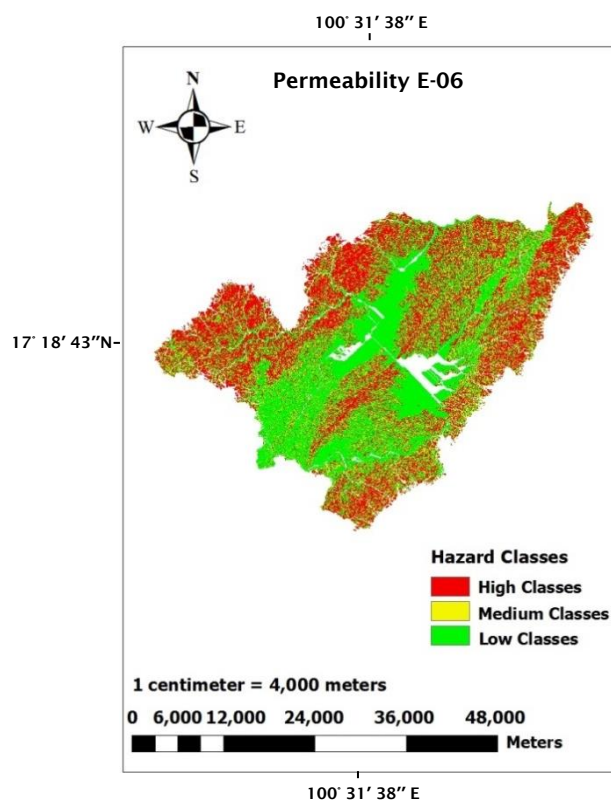 100° 31′ 38″ E
Permeability E-06
N
W E
S
17° 18′ 43″N
Hazard Classes
High Classes
Medium Classes
Low Classes
1 centimeter = 4,000 meters
0 6,000 12,000 24,000 36,000 48,000
Meters
100° 31′ 38″ E